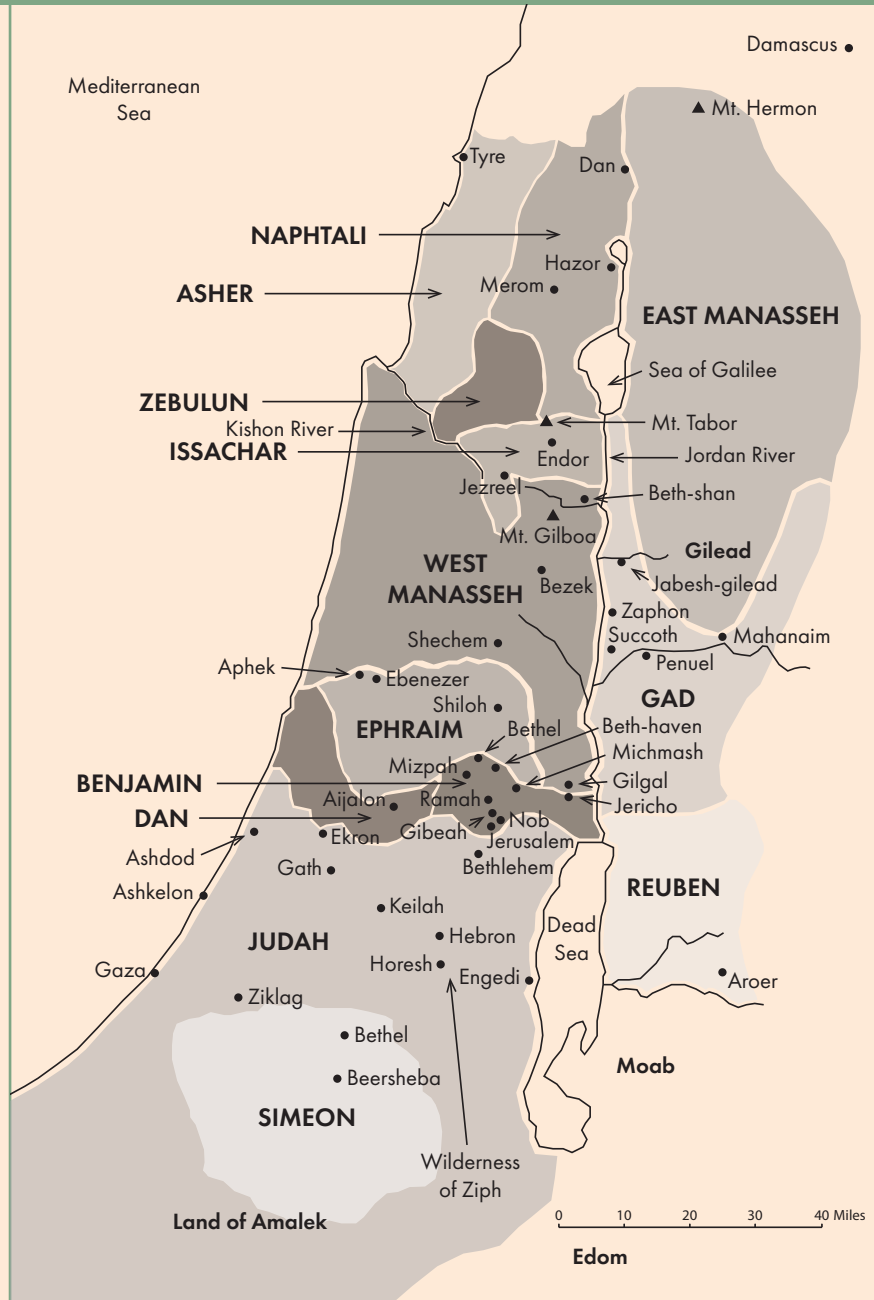 Damascus
Mediterranean
Sea
Mt. Hermon
Tyre
Dan
NAPHTALI
Hazor
Merom
ASHER
EAST MANASSEH
Sea of Galilee
ZEBULUN
Mt. Tabor
Kishon River
ISSACHAR
Endor
Jordan River
Jezreel
Beth-shan
Mt. Gilboa
Gilead
WEST
MANASSEH
Bezek
Jabesh-gilead
Zaphon
Succoth
Mahanaim
Shechem
Penuel
Aphek
Ebenezer
GAD
Shiloh
EPHRAIM
Bethel
Beth-haven
Michmash
Mizpah
BENJAMIN
Gilgal
Aijalon
Ramah
Jericho
DAN
Nob
Ekron
Gibeah
Jerusalem
Ashdod
Bethlehem
Gath
REUBEN
Ashkelon
Keilah
Dead
Sea
JUDAH
Hebron
Horesh
Gaza
Engedi
Aroer
Ziklag
Bethel
Moab
Beersheba
SIMEON
Wilderness
of Ziph
Land of Amalek
0 10 20 30 40 Miles
Edom